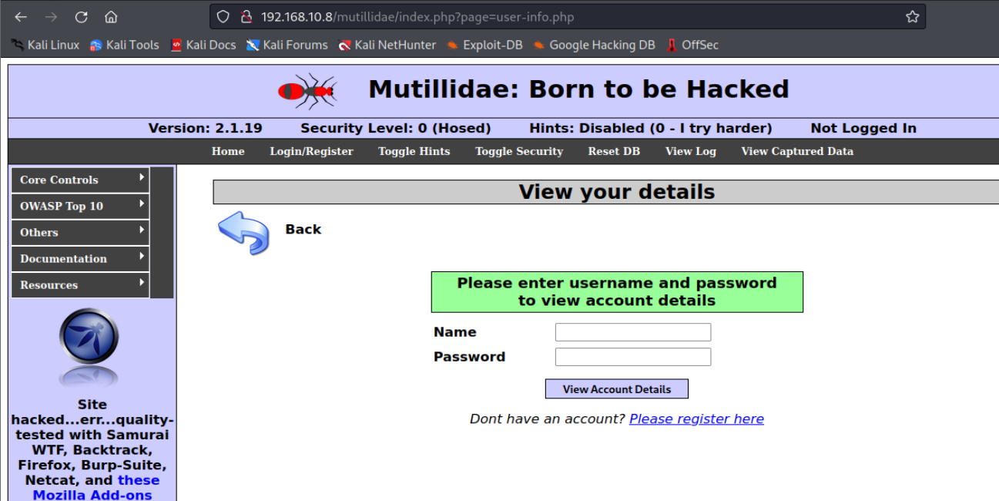 192.168.10.8/mutillidae/index.php?page=user-info.php
Kali Linux Kali Tools Kali Docs Kali Forums Kali NetHunter Exploit-DB Google Hacking DB OffSec
Mutillidae: Born to be Hacked
Version: 2.1.19 Security Level: 0 (Hosed) Hints: Disabled (0 - I try harder) Not Logged In
Home Login/Register Toggle Hints Toggle Security Reset DB View Log View Captured Data
Core Controls
OWASP Top 10
Others
Documentation
Resources
Site
hacked...err...quality-
tested with Samurai
WTF, Backtrack,
Firefox, Burp-Suite,
Netcat, and these
Mozilla Add-ons
View your details
Back
Please enter username and password
to view account details
Name
Password
View Account Details
Dont have an account? Please register here